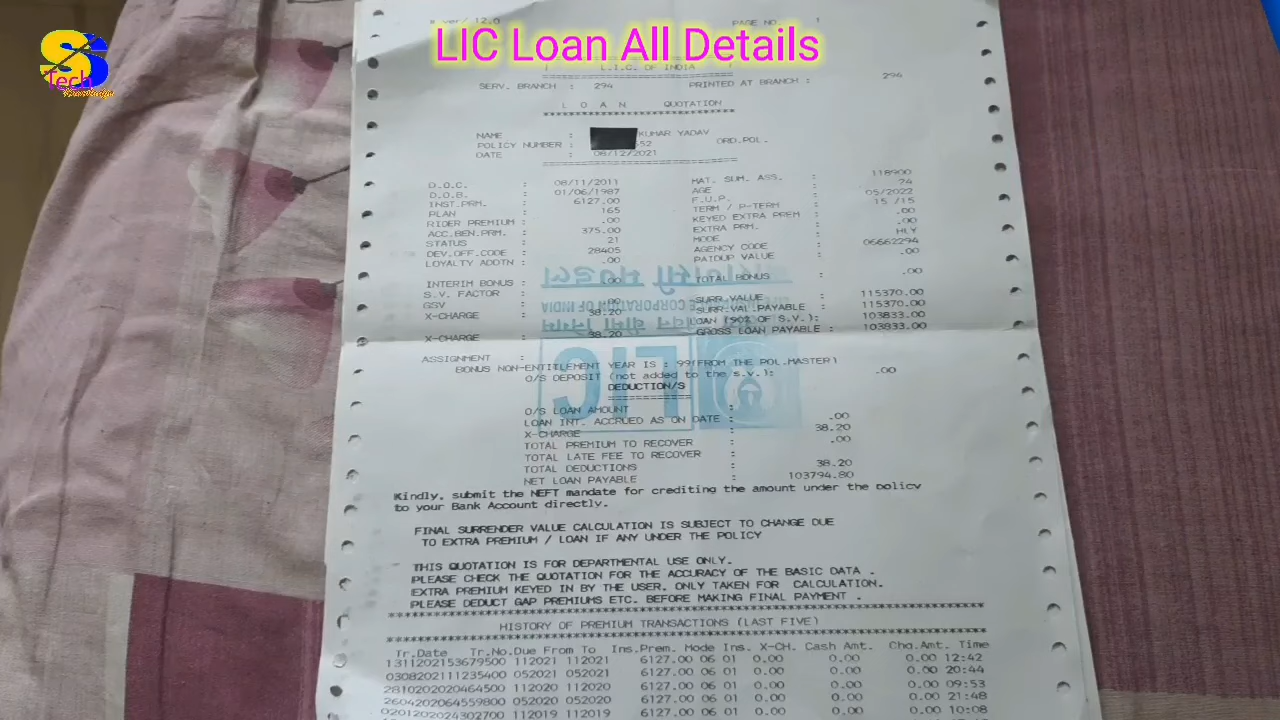 PAGE NO. 1
LIC Loan All Details
S
Tech
L.I.C. OF INDIA
SERV. BRANCH : 294 PRINTED AT BRANCH : 294
L O A N QUOTATION
NAME : KUMAR YADAV
POLICY NUMBER : 552 ORD.POL.
DATE : 08/12/2021
D.O.C. : 08/11/2011 MAT. SUM. ASS. : 118900
D.O.B. : 01/06/1987 AGE 24
INST.PRM. : 6127.00 F.U.P. : 05/2022
PLAN 165 TERM / P-TERM : 15 /15
RIDER PREMIUM : .00 KEYED EXTRA PREM : .00
ACC.BEN.PRM. : 375.00 EXTRA PRM. : .00
STATUS : 21 MODE : HLY
DEV.OFF.CODE : 28405 AGENCY CODE : 06662294
LOYALTY ADDTN : .00 PAIDUP VALUE : .00
INTERIM BONUS : .00 TOTAL BONUS : .00
S.V. FACTOR : SURR.VALUE : 115370.00
GSV : .00 SURR.VAL.PAYABLE : 115370.00
X-CHARGE : 38.20 LOAN (90% OF S.V.): 103833.00
X-CHARGE : 38.20 GROSS LOAN PAYABLE : 103833.00
वाराणसी मण्डल
CORPORATION OF INDIA
LIC
ASSIGNMENT :
BONUS NON-ENTITLEMENT YEAR IS : 99(FROM THE POL.MASTER)
O/S DEPOSIT (not added to the s.v.): .00
DEDUCTION/S
O/S LOAN AMOUNT :
LOAN INT. ACCRUED AS ON DATE : .00
X-CHARGE 38.20
TOTAL PREMIUM TO RECOVER : .00
TOTAL LATE FEE TO RECOVER :
TOTAL DEDUCTIONS : 38.20
NET LOAN PAYABLE : 103794.80
Kindly, submit the NEFT mandate for crediting the amount under the policy
to your Bank Account directly.
FINAL SURRENDER VALUE CALCULATION IS SUBJECT TO CHANGE DUE
TO EXTRA PREMIUM / LOAN IF ANY UNDER THE POLICY
THIS QUOTATION IS FOR DEPARTMENTAL USE ONLY.
PLEASE CHECK THE QUOTATION FOR THE ACCURACY OF THE BASIC DATA .
EXTRA PREMIUM KEYED IN BY THE USER, ONLY TAKEN FOR CALCULATION.
PLEASE DEDUCT GAP PREMIUMS ETC. BEFORE MAKING FINAL PAYMENT .
HISTORY OF PREMIUM TRANSACTIONS (LAST FIVE)
Tr.Date Tr.No.Due From To Ins.Prem. Mode Ins. X-CH. Cash Amt. Chq.Amt. Time
1311202153679500 112021 112021 6127.00 06 01 0.00 0.00 0.00 12:42
0308202111235400 052021 052021 6127.00 06 01 0.00 0.00 0.00 20:44
2810202020464500 112020 112020 6127.00 06 01 0.00 0.00 0.00 09:53
2604202064559800 052020 052020 6127.00 06 01 0.00 0.00 0.00 21:48
0201202024302700 112019 112019 6127.00 06 01 0.00 0.00 0.00 10:08